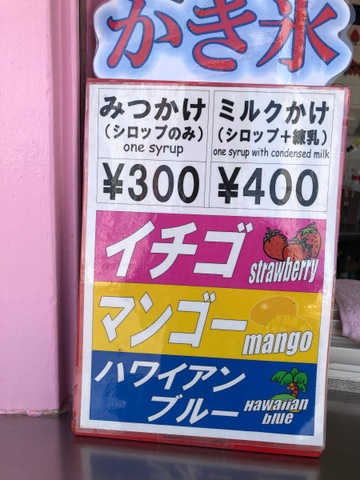 かき氷
みつかけ
（シロップのみ）
one syrup
¥300
ミルクかけ
（シロップ+練乳）
one syrup with condensed milk
¥400
イチゴ
strawberry
マンゴー
mango
ハワイアン
ブルー
Hawaiian
blue